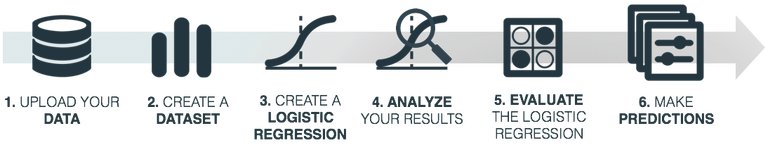 1. UPLOAD YOUR
DATA
2. CREATE A
DATASET
3. CREATE A
LOGISTIC
REGRESSION
4. ANALYZE
YOUR RESULTS
5. EVALUATE
THE LOGISTIC
REGRESSION
6. MAKE
PREDICTIONS